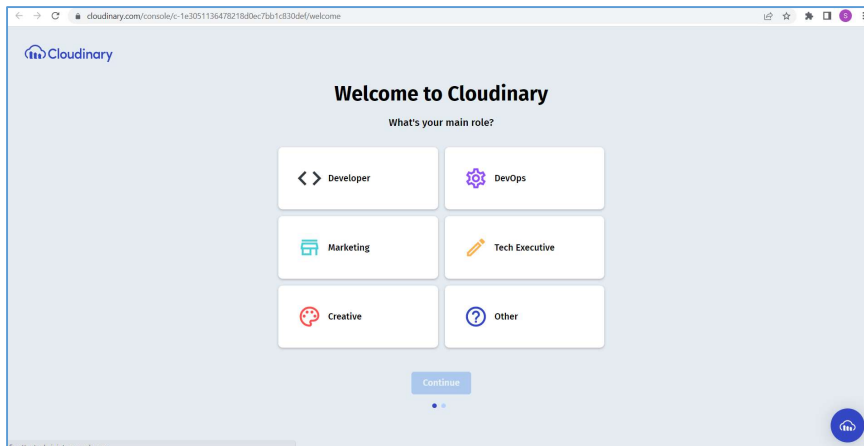 cloudinary.com/console/c-1e3051136478218d0ec7bb1c830def/welcome
S
Cloudinary
Welcome to Cloudinary
What's your main role?
Developer
DevOps
Marketing
Tech Executive
Creative
Other
Continue